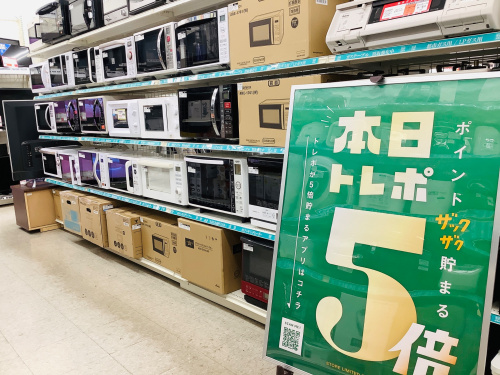 本日
トレポ
5倍
ポイント
ザックザク
貯まる
トレポが5倍貯まるアプリはコチラ